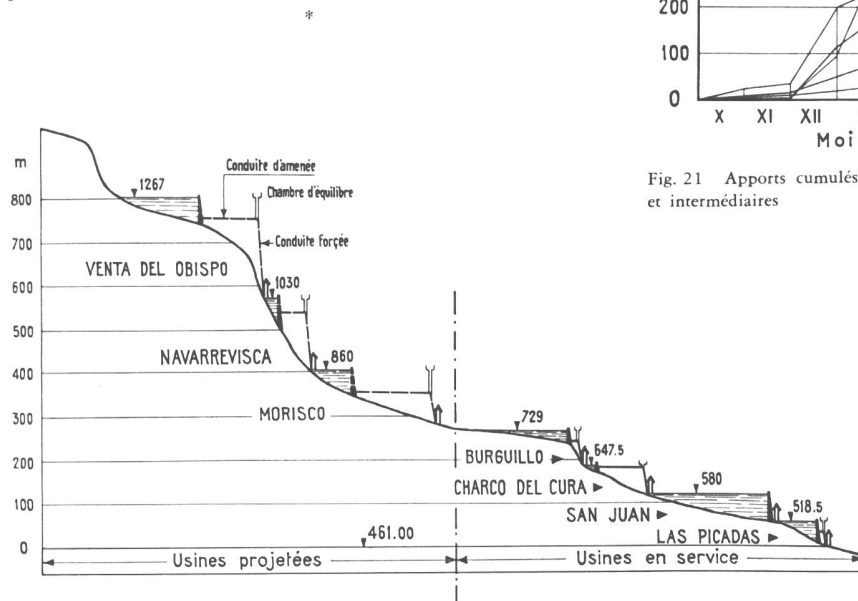 *
200
100
0
X XI XII
Moi
Fig. 21 Apports cumulés
et intermédiaires
m
800
700
600
500
400
300
200
100
0
1267
Conduite d'amenée
Chambre d'équilibre
Conduite forçée
VENTA DEL OBISPO
1030
NAVARREVISCA
860
MORISCO
729
BURGUILLO
647.5
CHARCO DEL CURA
580
SAN JUAN
518.5
LAS PICADAS
461.00
Usines projetées
Usines en service